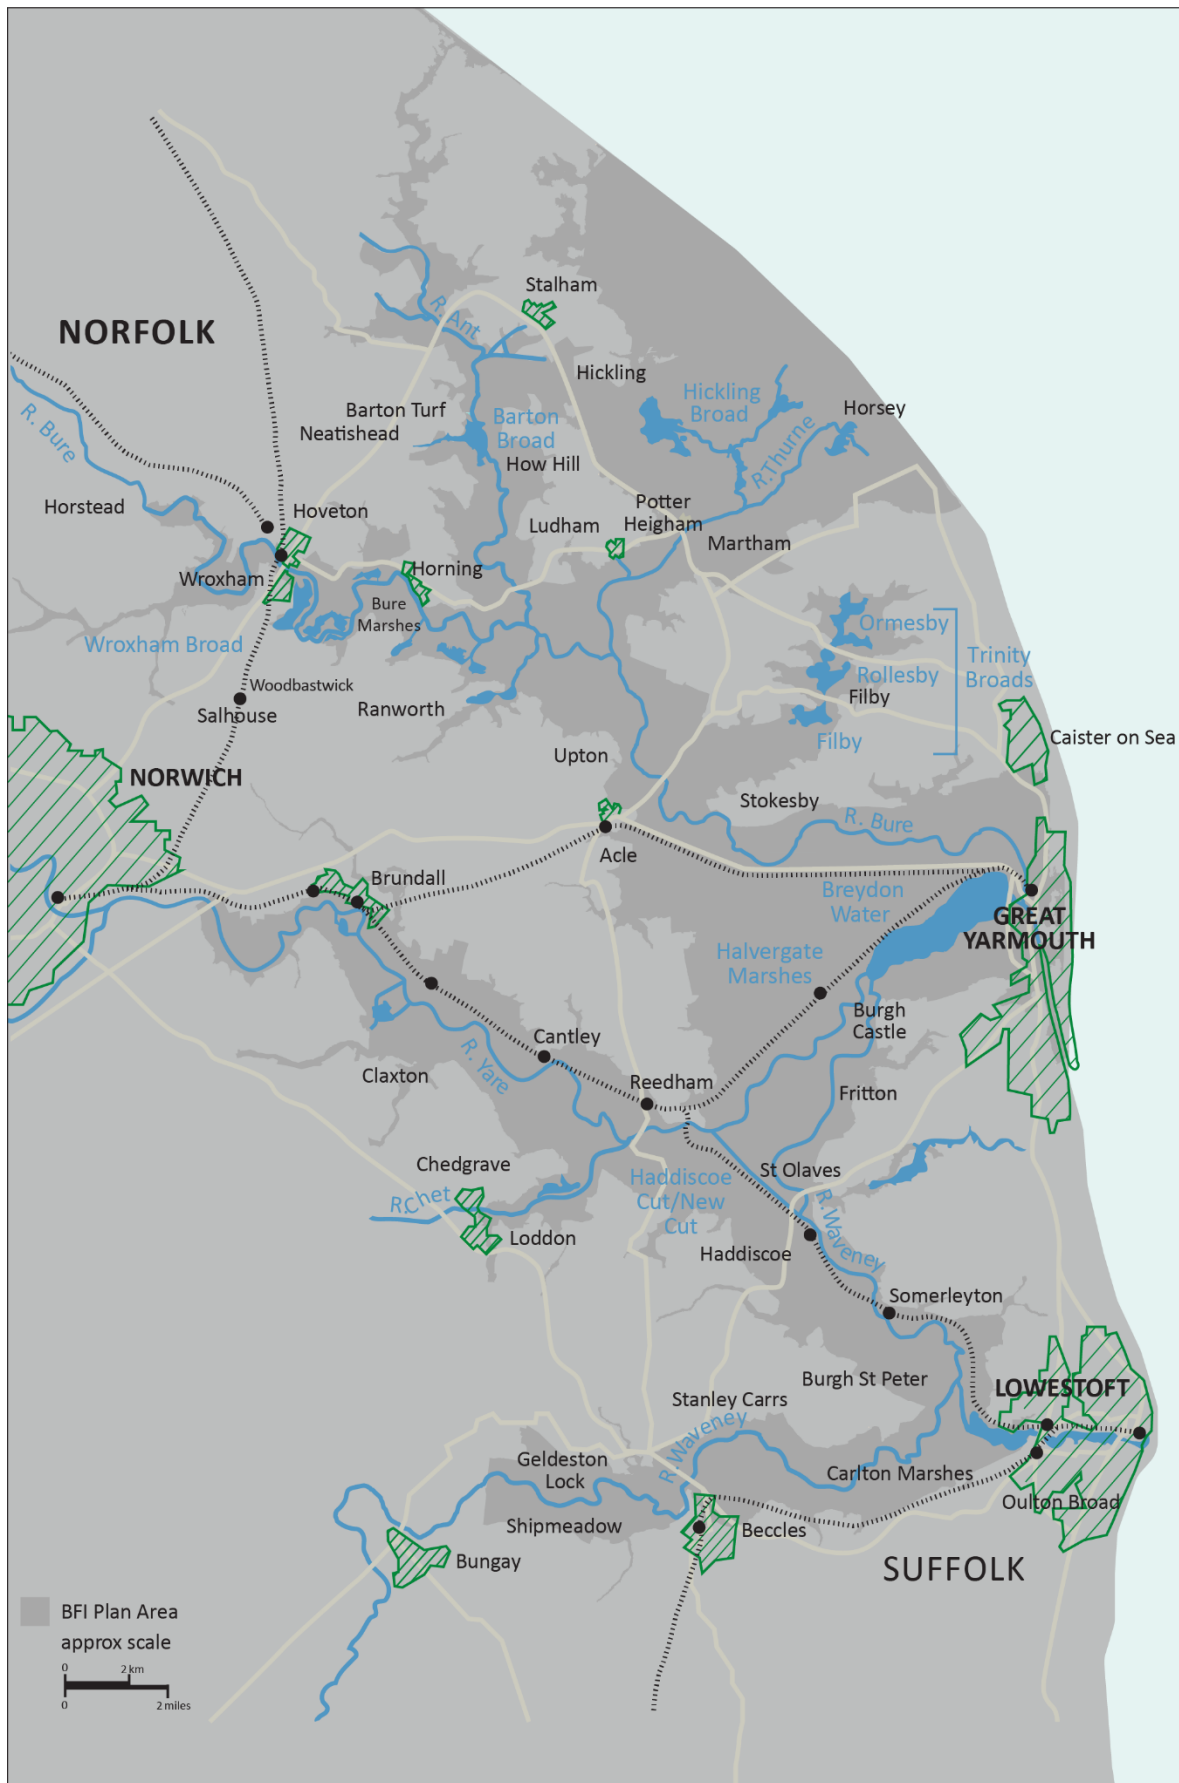 Stalham
R. Ant
NORFOLK
Hickling
Hickling
Broad
Horsey
Barton Turf
Neatishead
Barton
Broad
How Hill
R. Bure
R.Thurne
Horstead
Hoveton
Potter
Heigham
Ludham
Martham
Wroxham
Horning
Bure
Marshes
Ormesby
Wroxham Broad
Trinity
Broads
Rollesby
Filby
Woodbastwick
Salhouse
Ranworth
Filby
Caister on Sea
Upton
NORWICH
Stokesby
R. Bure
Acle
Brundall
Breydon
Water
GREAT
YARMOUTH
Halvergate
Marshes
Burgh
Castle
Cantley
R. Yare
Claxton
Reedham
Fritton
Chedgrave
St Olaves
Haddiscoe
Cut/New
Cut
R.Chet
R. Waveney
Loddon
Haddiscoe
Somerleyton
Burgh St Peter
LOWESTOFT
Stanley Carrs
R. Waveney
Geldeston
Lock
Carlton Marshes
Oulton Broad
Shipmeadow
Beccles
Bungay
SUFFOLK
BFI Plan Area
approx scale
0 2 km
0 2 miles